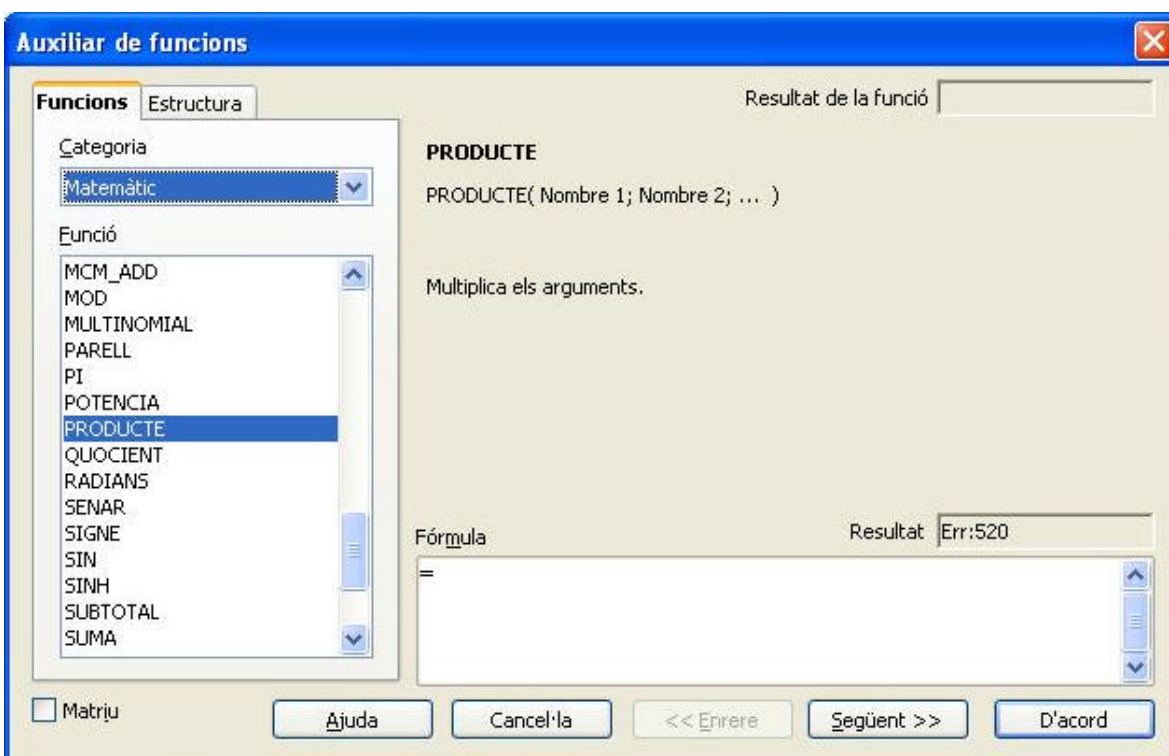 Auxiliar de funcions
Funcions Estructura
Resultat de la funció
Categoria
Matemàtic
Funció
MCM_ADD
MOD
MULTINOMIAL
PARELL
PI
POTENCIA
PRODUCTE
QUOCIENT
RADIANS
SENAR
SIGNE
SIN
SINH
SUBTOTAL
SUMA
PRODUCTE
PRODUCTE( Nombre 1; Nombre 2; ... )
Multiplica els arguments.
Fórmula
Resultat Err:520
=
Matriu
Ajuda
Cancel·la
<< Enrere
Següent >>
D'acord